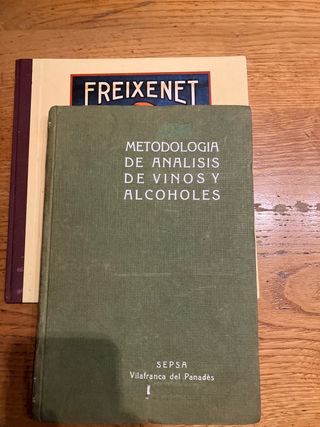 FREIXENET
METODOLOGIA
DE ANALISIS
DE VINOS Y
ALCOHOLES
SEPSA
Vilafranca del Panadès